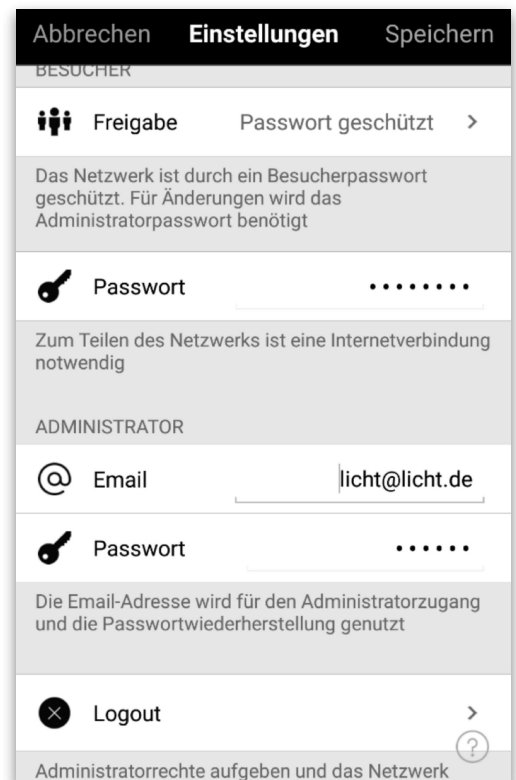 Abbrechen Einstellungen Speichern
BESUCHER
Freigabe Passwort geschützt >
Das Netzwerk ist durch ein Besucherpasswort
geschützt. Für Änderungen wird das
Administratorpasswort benötigt
Passwort ••••••••
Zum Teilen des Netzwerks ist eine Internetverbindung
notwendig
ADMINISTRATOR
@ Email licht@licht.de
Passwort ••••••
Die Email-Adresse wird für den Administratorzugang
und die Passwortwiederherstellung genutzt
Logout >
?
Administratorrechte aufgeben und das Netzwerk